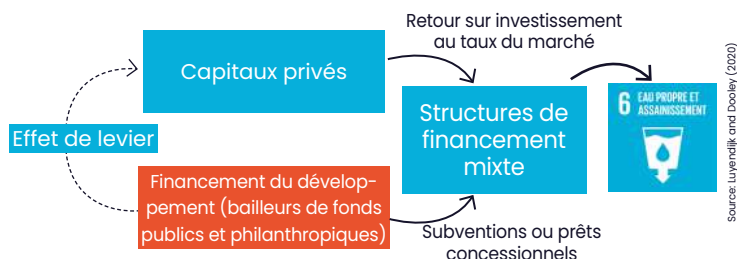 Retour sur investissement
au taux du marché
Capitaux privés
Effet de levier
Structures de
financement
mixte
6 EAU PROPRE ET
ASSAINISSEMENT
Financement du dévelop-
pement (bailleurs de fonds
publics et philanthropiques)
Subventions ou prêts
concessionnels
Source: Luyendijk and Dooley (2020)